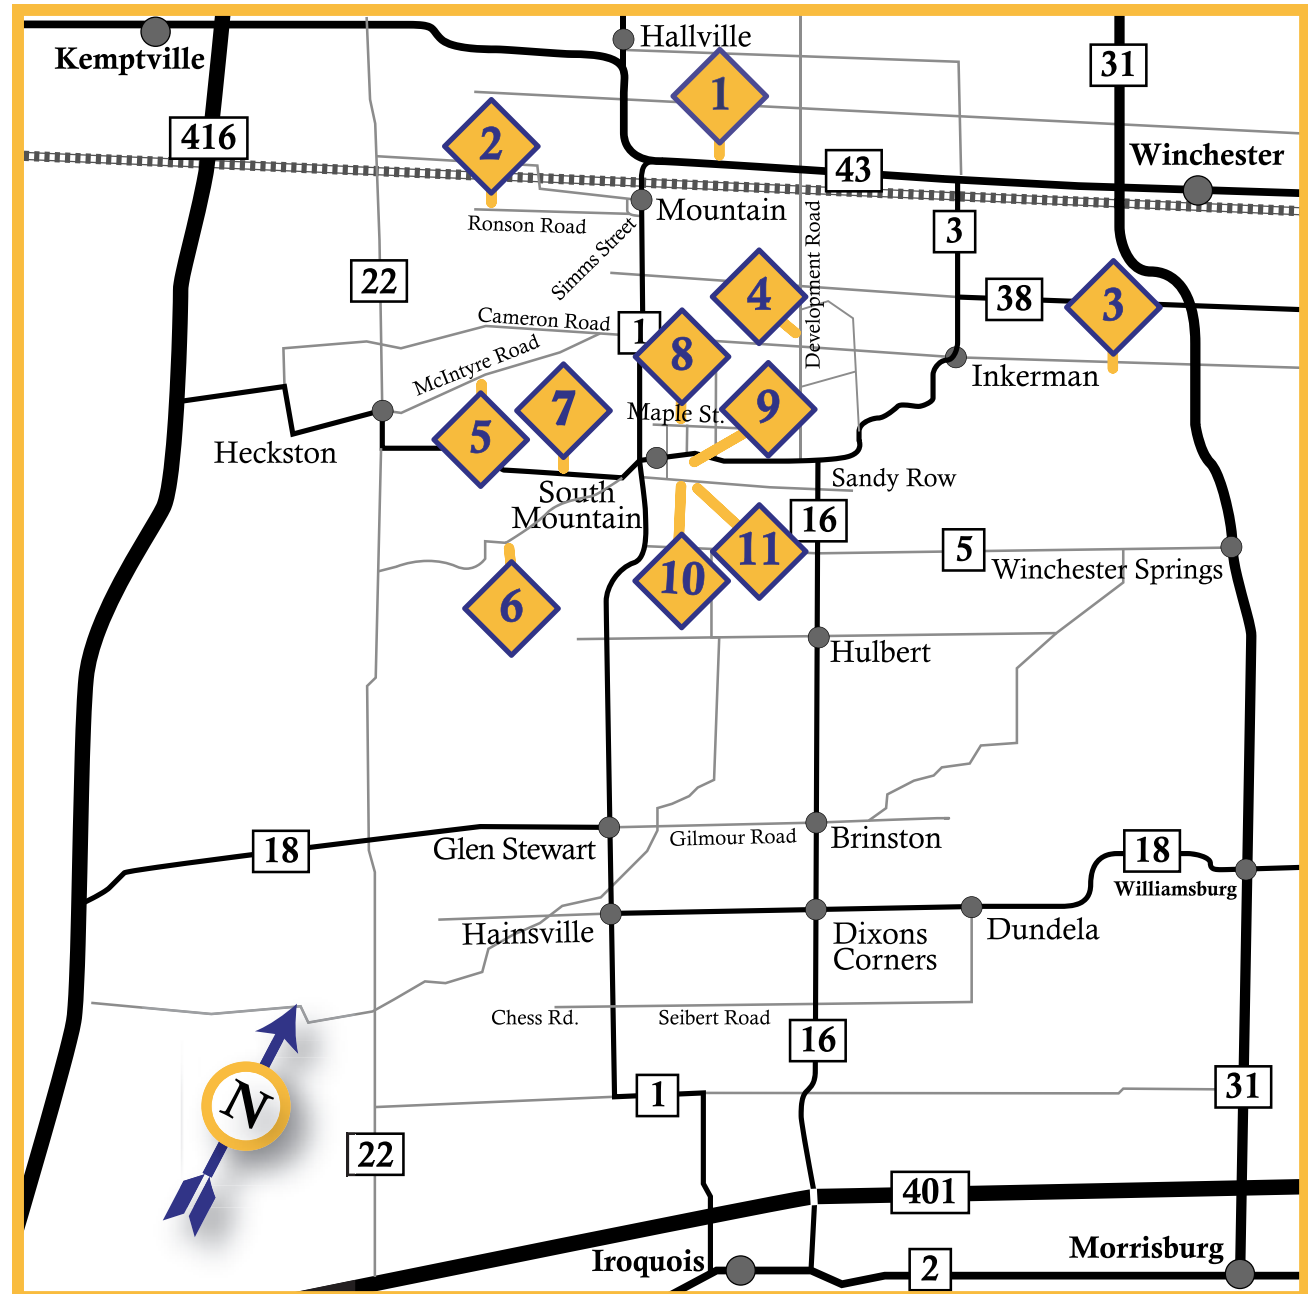 Hallville
Kemptville
31
1
416
2
Winchester
43
Mountain
Ronson Road
3
Simms Street
Development Road
22
38
4
3
Cameron Road
1
8
McIntyre Road
Inkerman
7
9
Maple St.
5
Heckston
Sandy Row
South
Mountain
16
11
5
Winchester Springs
10
6
Hulbert
Gilmour Road
Brinston
18
Glen Stewart
18
Williamsburg
Hainsville
Dixons
Corners
Dundela
Chess Rd.
Seibert Road
16
N
1
31
22
401
Iroquois
2
Morrisburg